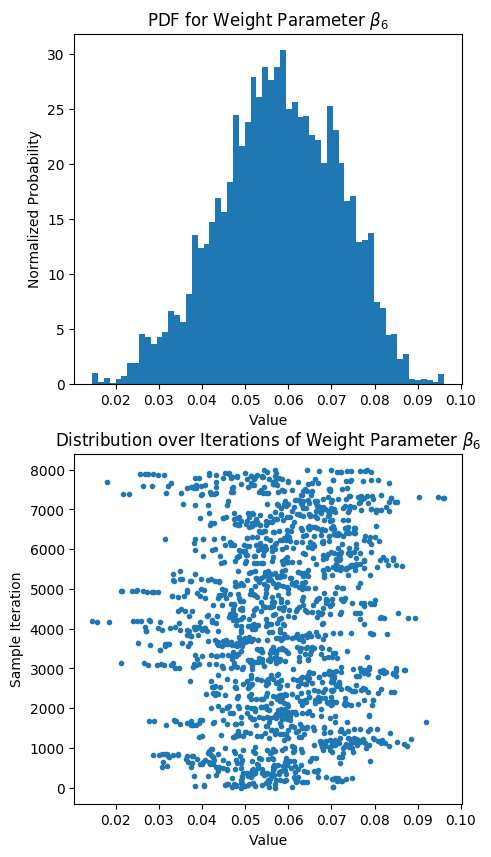 PDF for Weight Parameter β₆
30
25
20
15
10
5
0
Normalized Probability
0.02 0.03 0.04 0.05 0.06 0.07 0.08 0.09 0.10
Value
Distribution over Iterations of Weight Parameter β₆
8000
7000
6000
5000
4000
3000
2000
1000
0
Sample Iteration
0.02 0.03 0.04 0.05 0.06 0.07 0.08 0.09 0.10
Value